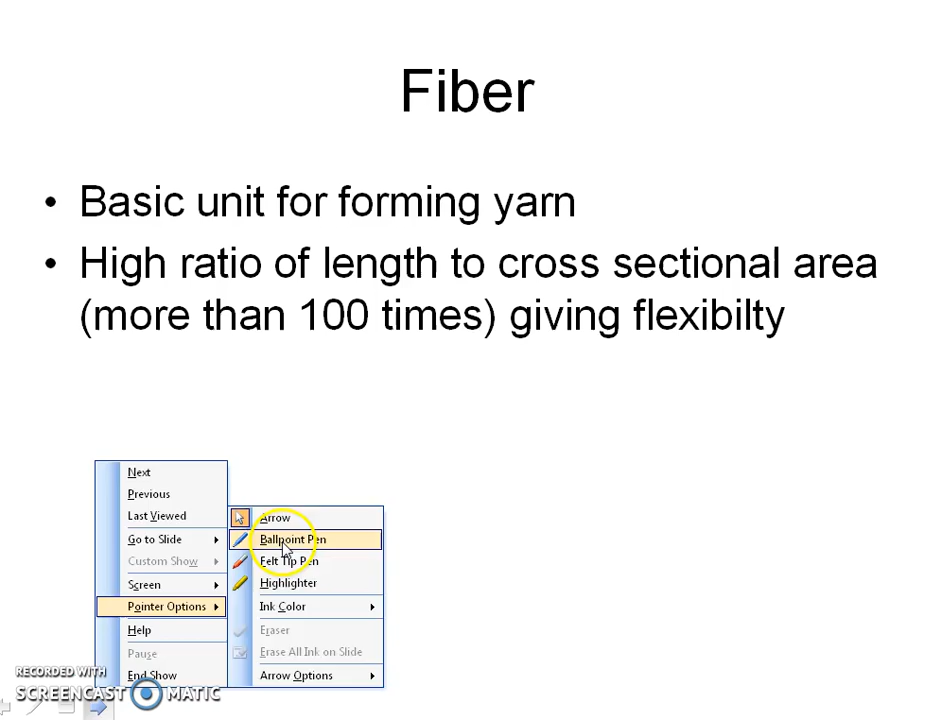 Fiber
• Basic unit for forming yarn
• High ratio of length to cross sectional area
(more than 100 times) giving flexibilty
Next
Previous
Last Viewed
Go to Slide
Custom Show
Screen
Pointer Options
Help
Pause
End Show
Arrow
Ballpoint Pen
Felt Tip Pen
Highlighter
Ink Color
Eraser
Erase All Ink on Slide
Arrow Options
RECORDED WITH
SCREENCAST MATIC